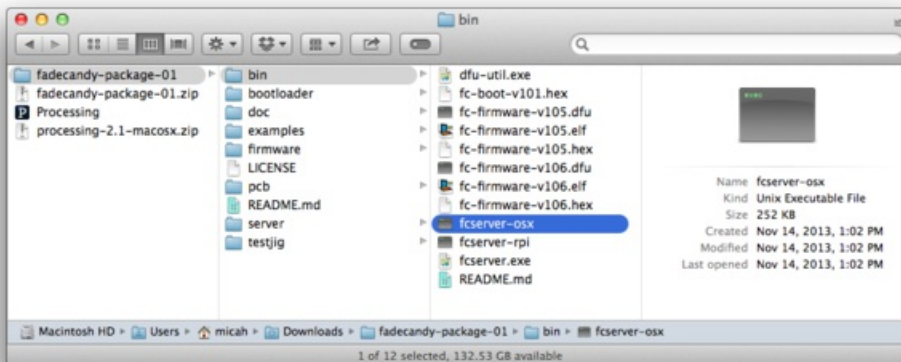 bin
fadecandy-package-01
fadecandy-package-01.zip
Processing
processing-2.1-macosx.zip
bin
bootloader
doc
examples
firmware
LICENSE
pcb
README.md
server
testjig
dfu-util.exe
fc-boot-v101.hex
fc-firmware-v105.dfu
fc-firmware-v105.elf
fc-firmware-v105.hex
fc-firmware-v106.dfu
fc-firmware-v106.elf
fc-firmware-v106.hex
fcserver-osx
fcserver-rpi
fcserver.exe
README.md
Name fcserver-osx
Kind Unix Executable File
Size 252 KB
Created Nov 14, 2013, 1:02 PM
Modified Nov 14, 2013, 1:02 PM
Last opened Nov 14, 2013, 1:02 PM
Macintosh HD Users micah Downloads fadecandy-package-01 bin fcserver-osx
1 of 12 selected, 132.53 GB available